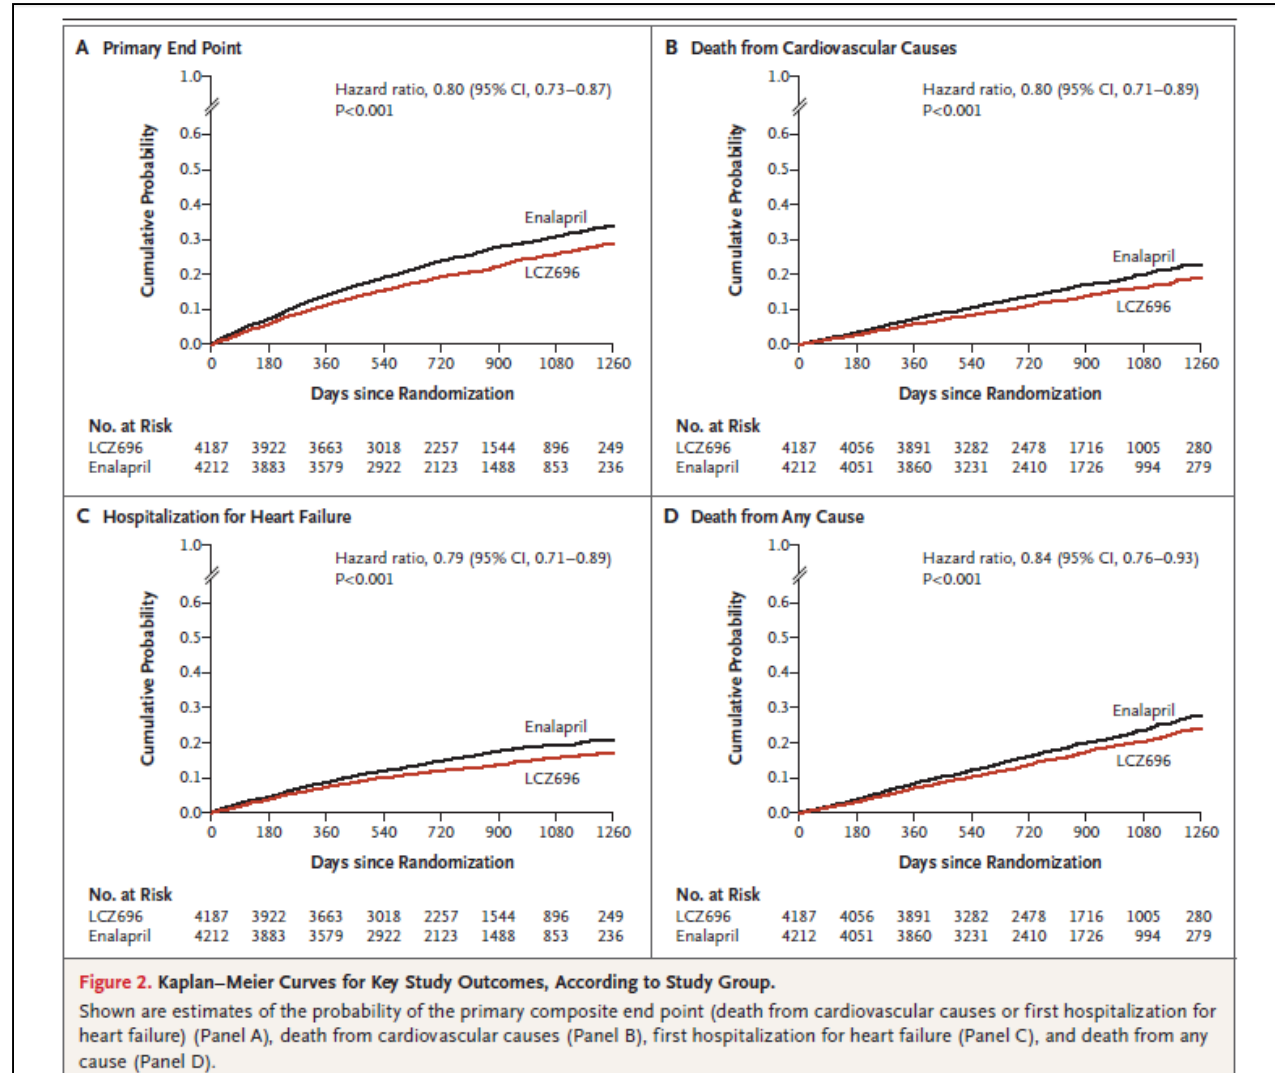 A Primary End Point
1.0
Hazard ratio, 0.80 (95% CI, 0.73–0.87)
P<0.001
0.6
0.5
0.4
0.3
0.2
0.1
0.0
Cumulative Probability
Enalapril
LCZ696
0 180 360 540 720 900 1080 1260
Days since Randomization
No. at Risk
LCZ696 4187 3922 3663 3018 2257 1544 896 249
Enalapril 4212 3883 3579 2922 2123 1488 853 236
B Death from Cardiovascular Causes
1.0
Hazard ratio, 0.80 (95% CI, 0.71–0.89)
P<0.001
0.6
0.5
0.4
0.3
0.2
0.1
0.0
Cumulative Probability
Enalapril
LCZ696
0 180 360 540 720 900 1080 1260
Days since Randomization
No. at Risk
LCZ696 4187 4056 3891 3282 2478 1716 1005 280
Enalapril 4212 4051 3860 3231 2410 1726 994 279
C Hospitalization for Heart Failure
1.0
Hazard ratio, 0.79 (95% CI, 0.71–0.89)
P<0.001
0.6
0.5
0.4
0.3
0.2
0.1
0.0
Cumulative Probability
Enalapril
LCZ696
0 180 360 540 720 900 1080 1260
Days since Randomization
No. at Risk
LCZ696 4187 3922 3663 3018 2257 1544 896 249
Enalapril 4212 3883 3579 2922 2123 1488 853 236
D Death from Any Cause
1.0
Hazard ratio, 0.84 (95% CI, 0.76–0.93)
P<0.001
0.6
0.5
0.4
0.3
0.2
0.1
0.0
Cumulative Probability
Enalapril
LCZ696
0 180 360 540 720 900 1080 1260
Days since Randomization
No. at Risk
LCZ696 4187 4056 3891 3282 2478 1716 1005 280
Enalapril 4212 4051 3860 3231 2410 1726 994 279
Figure 2. Kaplan–Meier Curves for Key Study Outcomes, According to Study Group.
Shown are estimates of the probability of the primary composite end point (death from cardiovascular causes or first hospitalization for
heart failure) (Panel A), death from cardiovascular causes (Panel B), first hospitalization for heart failure (Panel C), and death from any
cause (Panel D).